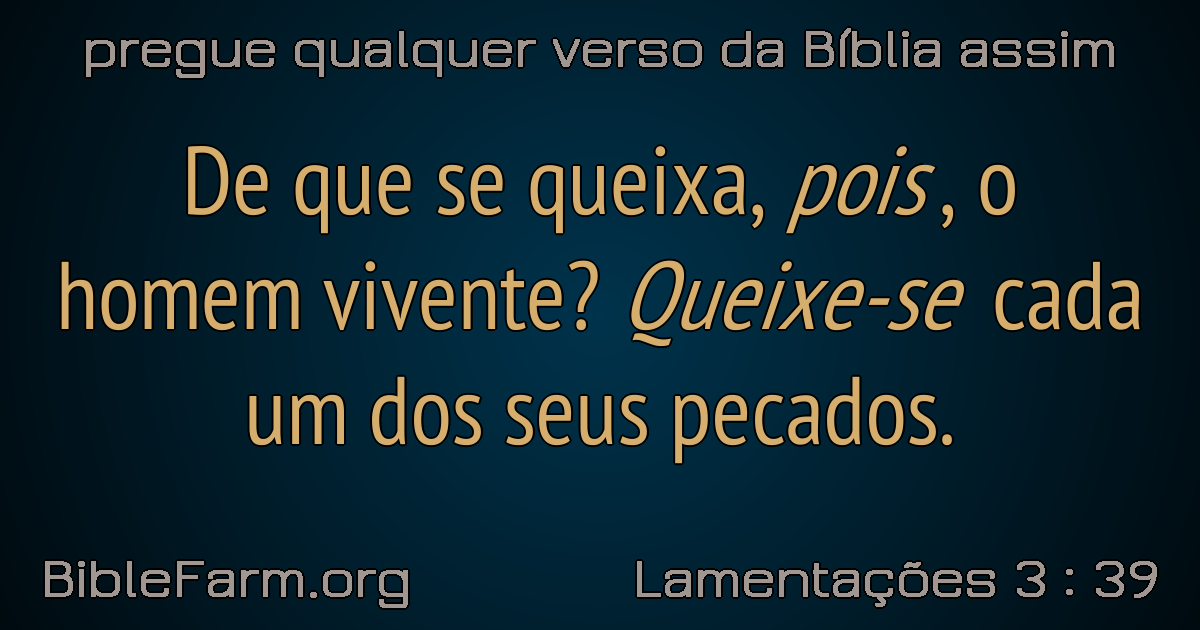 pregue qualquer verso da Bíblia assim
De que se queixa, pois, o
homem vivente? Queixe-se cada
um dos seus pecados.
BibleFarm.org
Lamentações 3 : 39